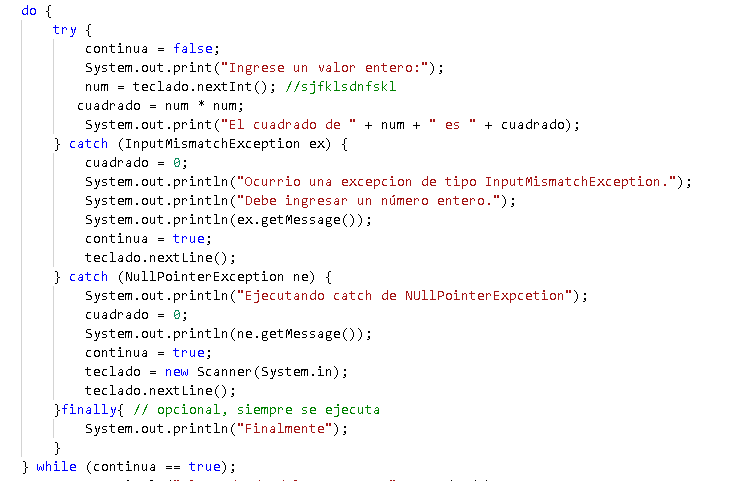 do {
try {
continua = false;
System.out.print("Ingrese un valor entero:");
num = teclado.nextInt(); //sjfklsdnfskl
cuadrado = num * num;
System.out.print("El cuadrado de " + num + " es " + cuadrado);
} catch (InputMismatchException ex) {
cuadrado = 0;
System.out.println("Ocurrio una excepcion de tipo InputMismatchException.");
System.out.println("Debe ingresar un número entero.");
System.out.println(ex.getMessage());
continua = true;
teclado.nextLine();
} catch (NullPointerException ne) {
System.out.println("Ejecutando catch de NUllPointerExpcetion");
cuadrado = 0;
System.out.println(ne.getMessage());
continua = true;
teclado = new Scanner(System.in);
teclado.nextLine();
}finally{ // opcional, siempre se ejecuta
System.out.println("Finalmente");
}
} while (continua == true);